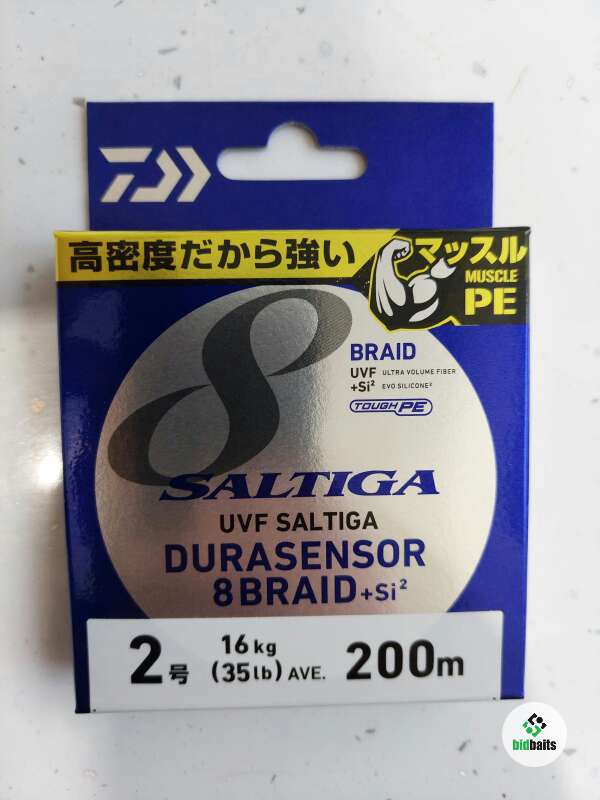 高密度だから強い
マッスル
MUSCLE
PE
8
BRAID
UVF ULTRA VOLUME FIBER
+Si² EVO SILICONE²
TOUGH PE
SALTIGA
UVF SALTIGA
DURASENSOR
8BRAID+Si²
2号 16kg (35lb) AVE. 200m
bidbaits